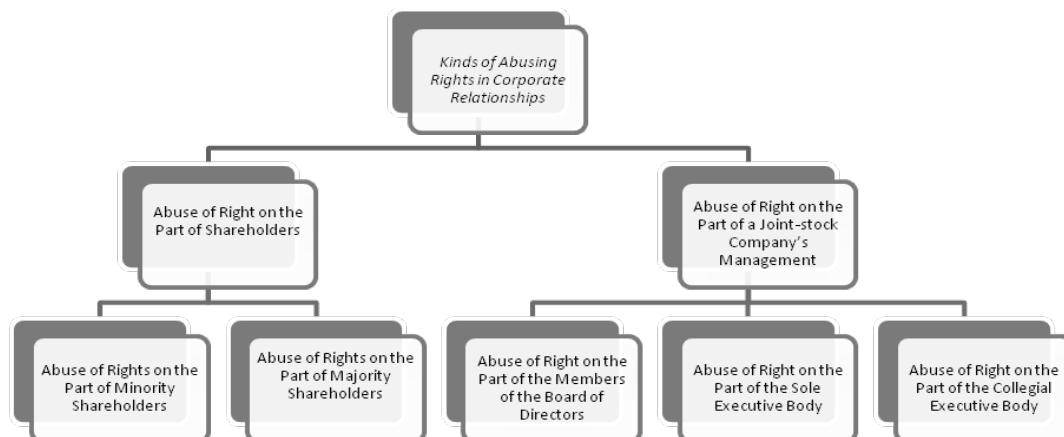 Kinds of Abusing
Rights in Corporate
Relationships
Abuse of Right on the
Part of Shareholders
Abuse of Right on the
Part of a Joint-stock
Company's
Management
Abuse of Rights on the
Part of Minority
Shareholders
Abuse of Rights on the
Part of Majority
Shareholders
Abuse of Right on the
Part of the Members
of the Board of
Directors
Abuse of Right on the
Part of the Sole
Executive Body
Abuse of Right on the
Part of the Collegial
Executive Body